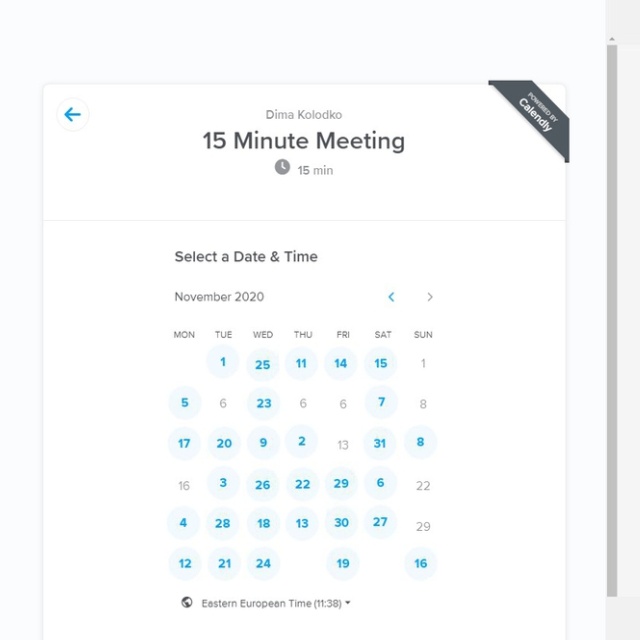 POWERED BY
Calendly
Dima Kolodko
15 Minute Meeting
15 min
Select a Date & Time
November 2020
MON TUE WED THU FRI SAT SUN
1 25 11 14 15 1
5 6 23 6 6 7 8
17 20 9 2 13 31 8
16 3 26 22 29 6 22
4 28 18 13 30 27 29
12 21 24 19 16
Eastern European Time (11:38)